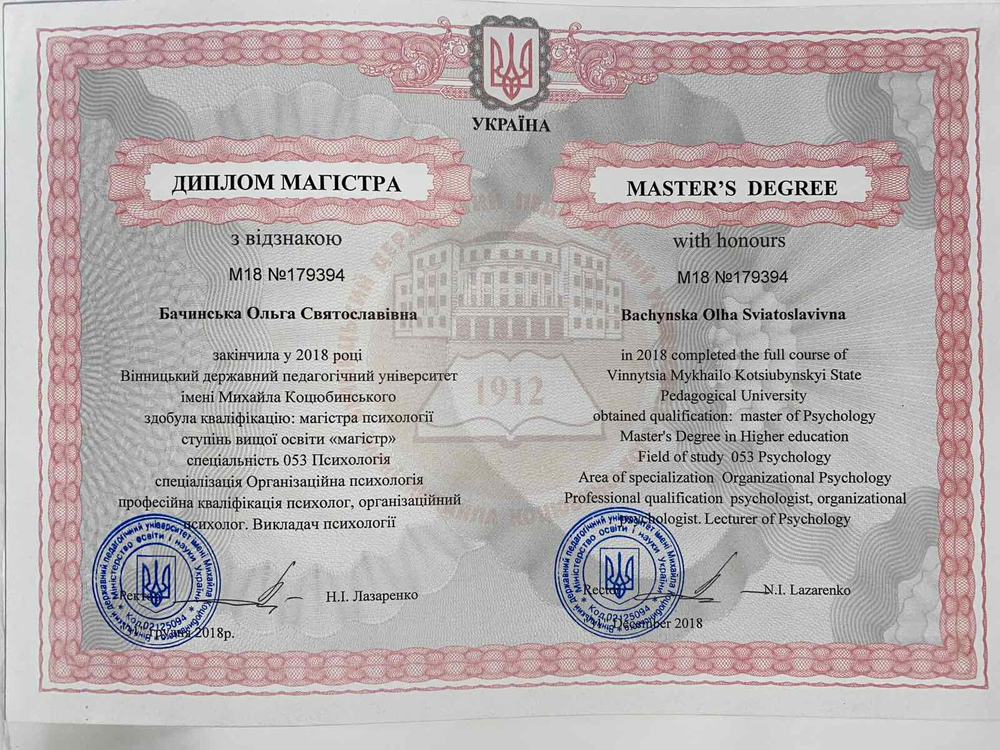 УКРАЇНА
ДИПЛОМ МАГІСТРА
з відзнакою
М18 №179394
Бачинська Ольга Святославівна
закінчила у 2018 році
Вінницький державний педагогічний університет
імені Михайла Коцюбинського
здобула кваліфікацію: магістра психології
ступінь вищої освіти «магістр»
спеціальність 053 Психологія
спеціалізація Організаційна психологія
професійна кваліфікація психолог, організаційний
психолог. Викладач психології
Ректор
Н.І. Лазаренко
"31" грудня 2018р.
MASTER’S DEGREE
with honours
М18 №179394
Bachynska Olha Sviatoslavivna
in 2018 completed the full course of
Vinnytsia Mykhailo Kotsiubynskyi State
Pedagogical University
obtained qualification: master of Psychology
Master's Degree in Higher education
Field of study 053 Psychology
Area of specialization Organizational Psychology
Professional qualification psychologist, organizational
psychologist. Lecturer of Psychology
Rector
N.I. Lazarenko
"31" December 2018
1912
Вінницький державний педагогічний університет імені Михайла Коцюбинського
Міністерство освіти і науки України
Код 02125094
Вінницький державний педагогічний університет імені Михайла Коцюбинського
Міністерство освіти і науки України
Код 02125094